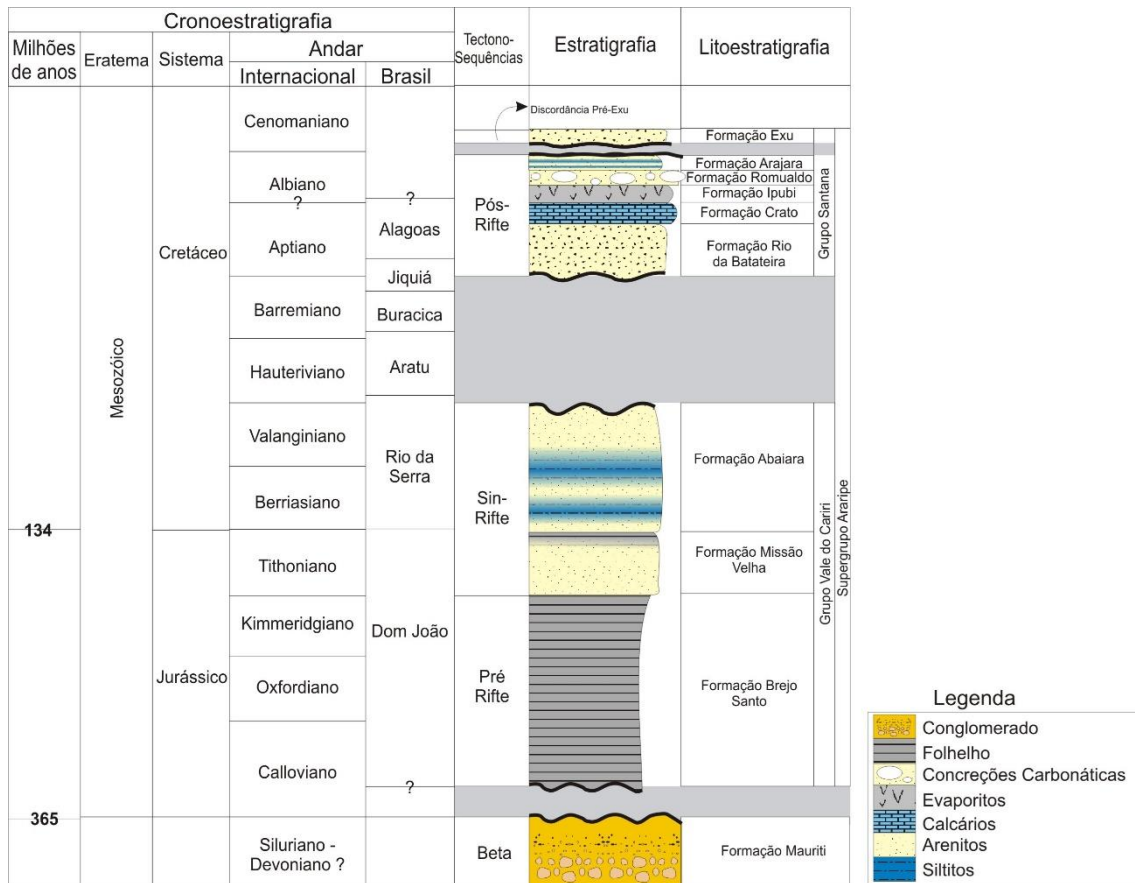 Cronoestratigrafia
Milhões
de anos
Eratema
Sistema
Andar
Internacional
Brasil
Tectono-
Sequências
Estratigrafia
Litoestratigrafia
Discordância Pré-Exu
Cenomaniano
Formação Exu
Formação Arajara
Albiano
?
?
Formação Romualdo
Formação Ipubi
Pós-
Rifte
Formação Crato
Grupo Santana
Alagoas
Cretáceo
Aptiano
Formação Rio
da Batateira
Jiquiá
Barremiano
Buracica
Mesozóico
Hauteriviano
Aratu
Valanginiano
Rio da
Serra
Formação Abaiara
Sin-
Rifte
Berriasiano
134
Tithoniano
Formação Missão
Velha
Grupo Vale do Cariri
Supergrupo Araripe
Kimmeridgiano
Dom João
Jurássico
Oxfordiano
Pré
Rifte
Formação Brejo
Santo
Calloviano
?
365
Siluriano -
Devoniano ?
Beta
Formação Mauriti
Legenda
Conglomerado
Folhelho
Concreções Carbonáticas
Evaporitos
Calcários
Arenitos
Siltitos